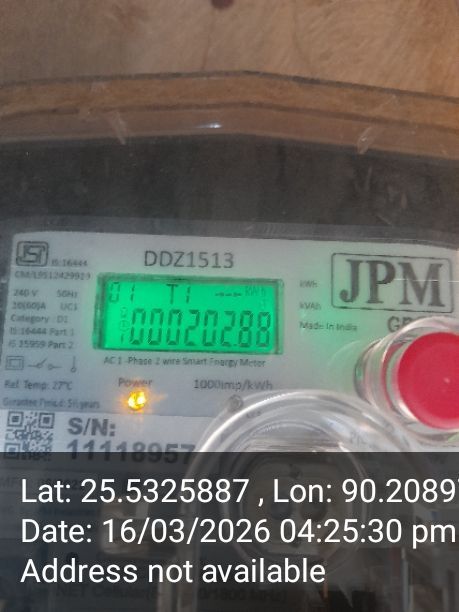 IS:16444
DDZ1513
CM/L
240 V 50Hz
10(60)A UC1
Category : D1
IS 16444 Part 1
IS 15959 Part 2
01 T1 kWh
00020288
AC 1 -Phase 2 wire Smart Energy Meter
kWh
kVAh
Made in India
JPM
Ref. Temp: 27°C
Power
1000imp/kWh
S/N:
11118957
Lat: 25.5325887 , Lon: 90.2089
Date: 16/03/2026 04:25:30 pm
Address not available